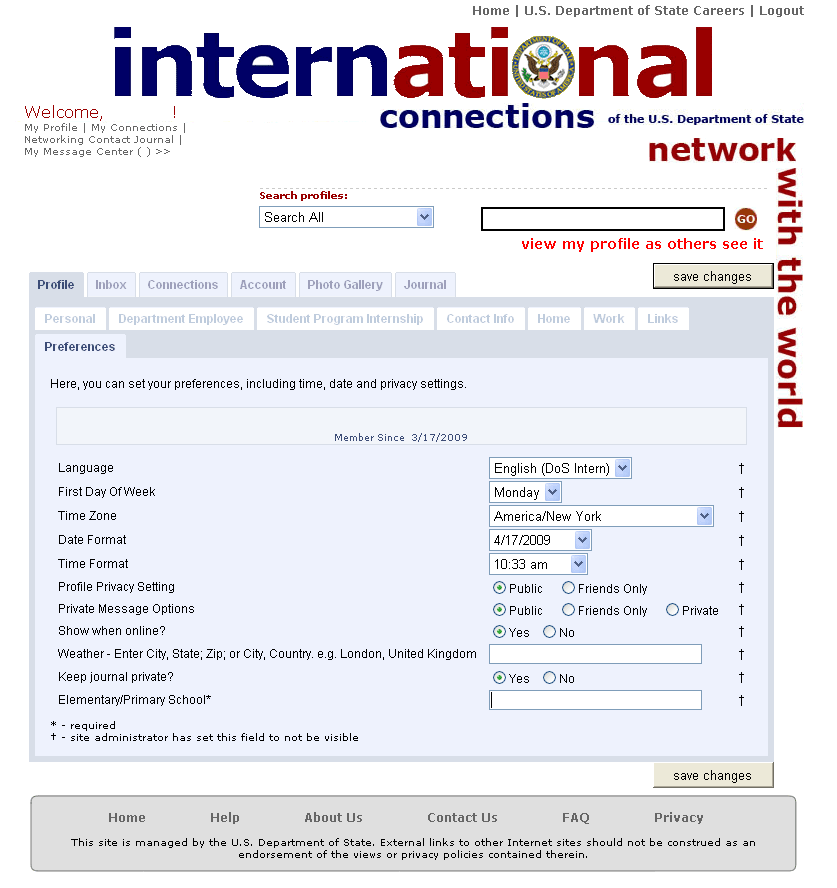 Home | U.S. Department of State Careers | Logout
international
connections of the U.S. Department of State
network
with the world
Welcome, !
My Profile | My Connections |
Networking Contact Journal |
My Message Center ( ) >>
Search profiles:
Search All GO
view my profile as others see it
save changes
Profile Inbox Connections Account Photo Gallery Journal
Personal Department Employee Student Program Internship Contact Info Home Work Links
Preferences
Here, you can set your preferences, including time, date and privacy settings.
Member Since 3/17/2009
Language English (DoS Intern) †
First Day Of Week Monday †
Time Zone America/New York †
Date Format 4/17/2009 †
Time Format 10:33 am †
Profile Privacy Setting Public Friends Only †
Private Message Options Public Friends Only Private †
Show when online? Yes No †
Weather - Enter City, State; Zip; or City, Country. e.g. London, United Kingdom †
Keep journal private? Yes No †
Elementary/Primary School* †
* - required
† - site administrator has set this field to not be visible
save changes
Home Help About Us Contact Us FAQ Privacy
This site is managed by the U.S. Department of State. External links to other Internet sites should not be construed as an
endorsement of the views or privacy policies contained therein.